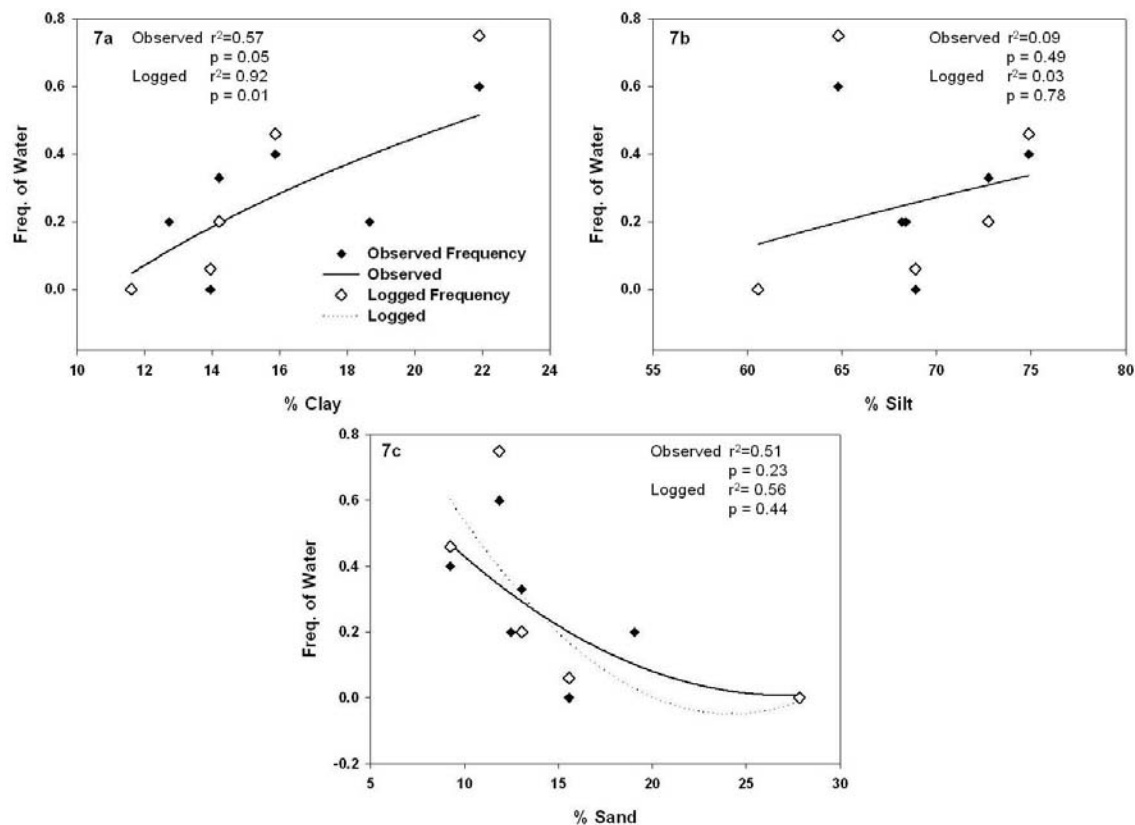 7a
Observed r²=0.57
p = 0.05
Logged r²= 0.92
p = 0.01
0.8
0.6
0.4
0.2
0.0
Freq. of Water
Observed Frequency
Observed
Logged Frequency
Logged
10 12 14 16 18 20 22 24
% Clay
7b
Observed r²=0.09
p = 0.49
Logged r²= 0.03
p = 0.78
0.8
0.6
0.4
0.2
0.0
Freq. of Water
55 60 65 70 75 80
% Silt
7c
Observed r²=0.51
p = 0.23
Logged r²= 0.56
p = 0.44
0.8
0.6
0.4
0.2
0.0
-0.2
Freq. of Water
5 10 15 20 25 30
% Sand